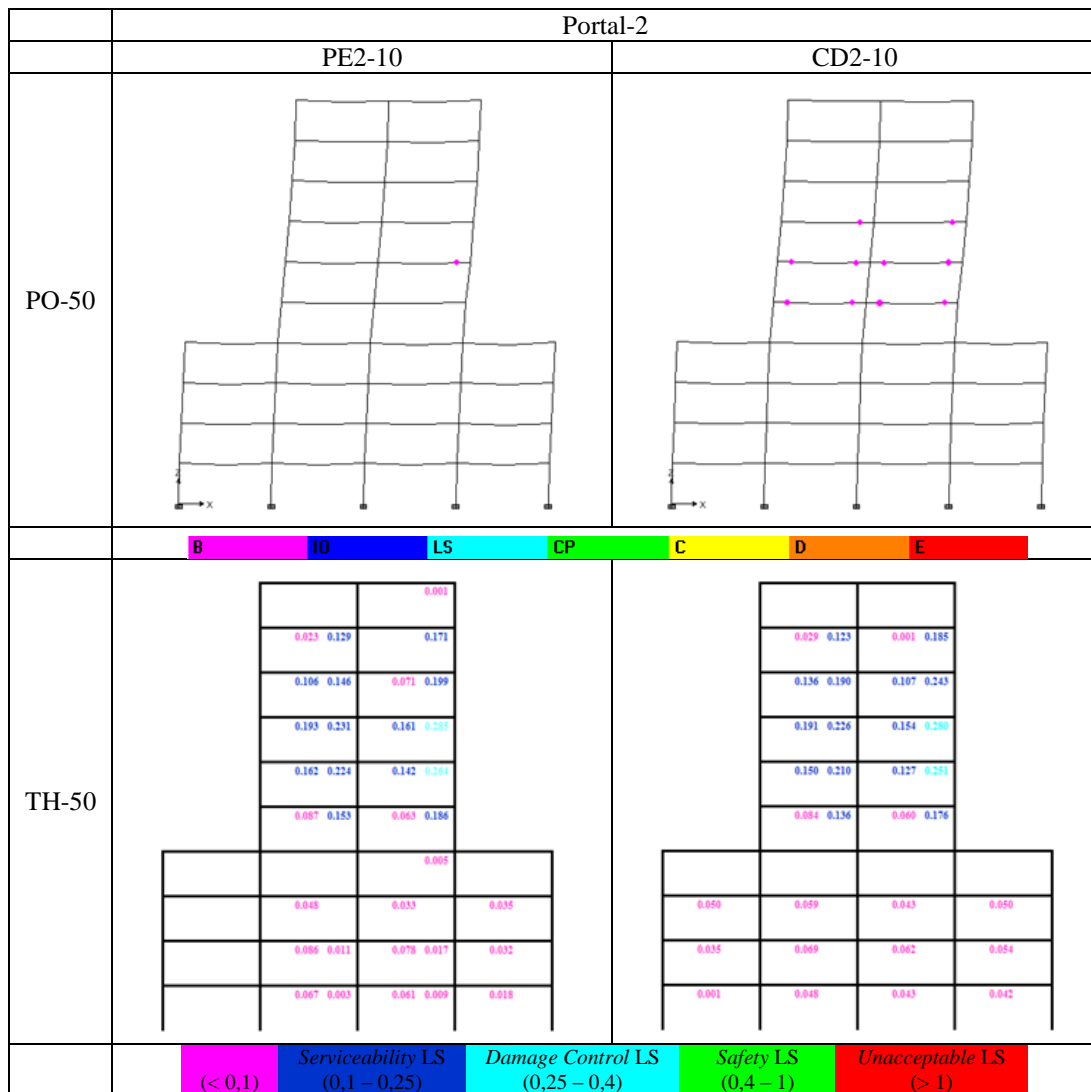 Portal-2
PE2-10 CD2-10
PO-50
Z
X
X
B IO LS CP C D E
TH-50
0.001
0.023 0.129 0.171
0.106 0.146 0.071 0.199
0.193 0.231 0.161 0.285
0.162 0.224 0.142 0.264
0.087 0.153 0.063 0.186
0.005
0.048 0.033 0.035
0.086 0.011 0.078 0.017 0.032
0.067 0.003 0.061 0.009 0.018
0.029 0.123 0.001 0.185
0.136 0.190 0.107 0.243
0.191 0.226 0.154 0.280
0.150 0.210 0.127 0.251
0.084 0.136 0.060 0.176
0.050 0.059 0.043 0.050
0.035 0.069 0.062 0.054
0.001 0.048 0.043 0.042
Serviceability LS Damage Control LS Safety LS Unacceptable LS
(< 0,1) (0,1 – 0,25) (0,25 – 0,4) (0,4 – 1) (> 1)